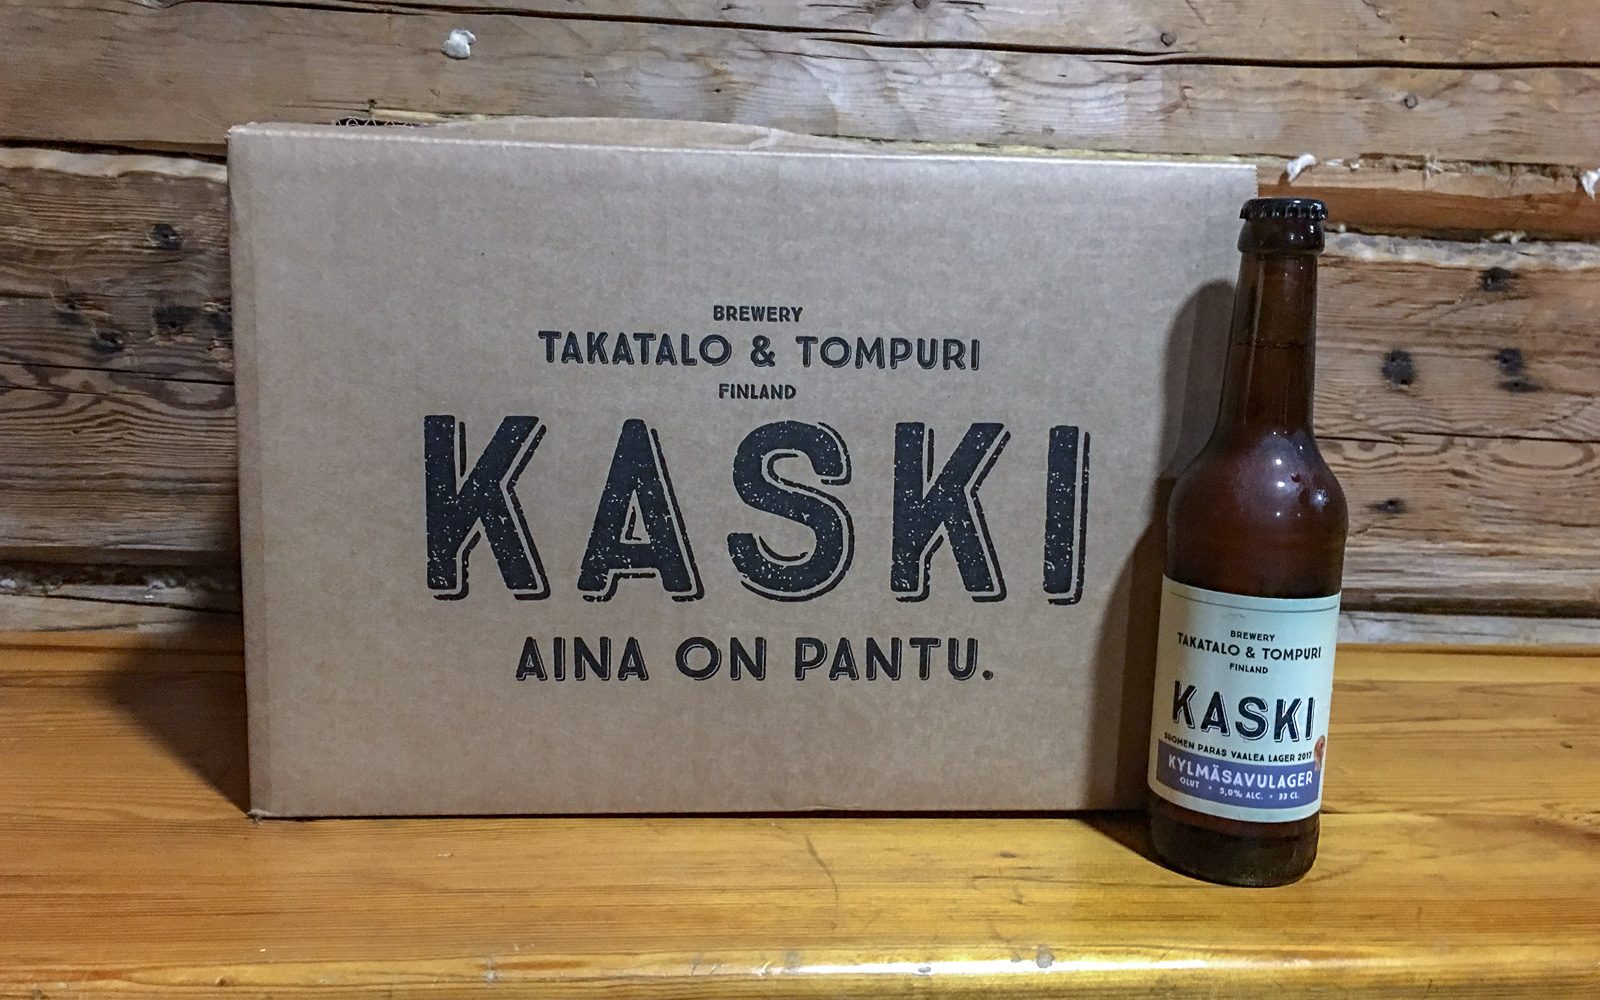 BREWERY
TAKATALO & TOMPURI
FINLAND
KASKI
AINA ON PANTU.
BREWERY
TAKATALO & TOMPURI
FINLAND
KASKI
SUOMEN PARAS VAALEA LAGER 2017
KYLMÄSAVULAGER
OLUT • 5,0% ALC. • 33 CL.